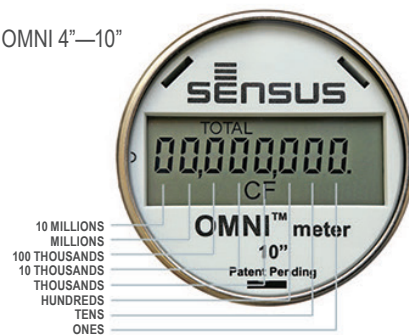 OMNI 4”—10”
SENSUS
TOTAL
00,000,000.
CF
OMNI™ meter
10”
Patent Pending
10 MILLIONS
MILLIONS
100 THOUSANDS
10 THOUSANDS
THOUSANDS
HUNDREDS
TENS
ONES